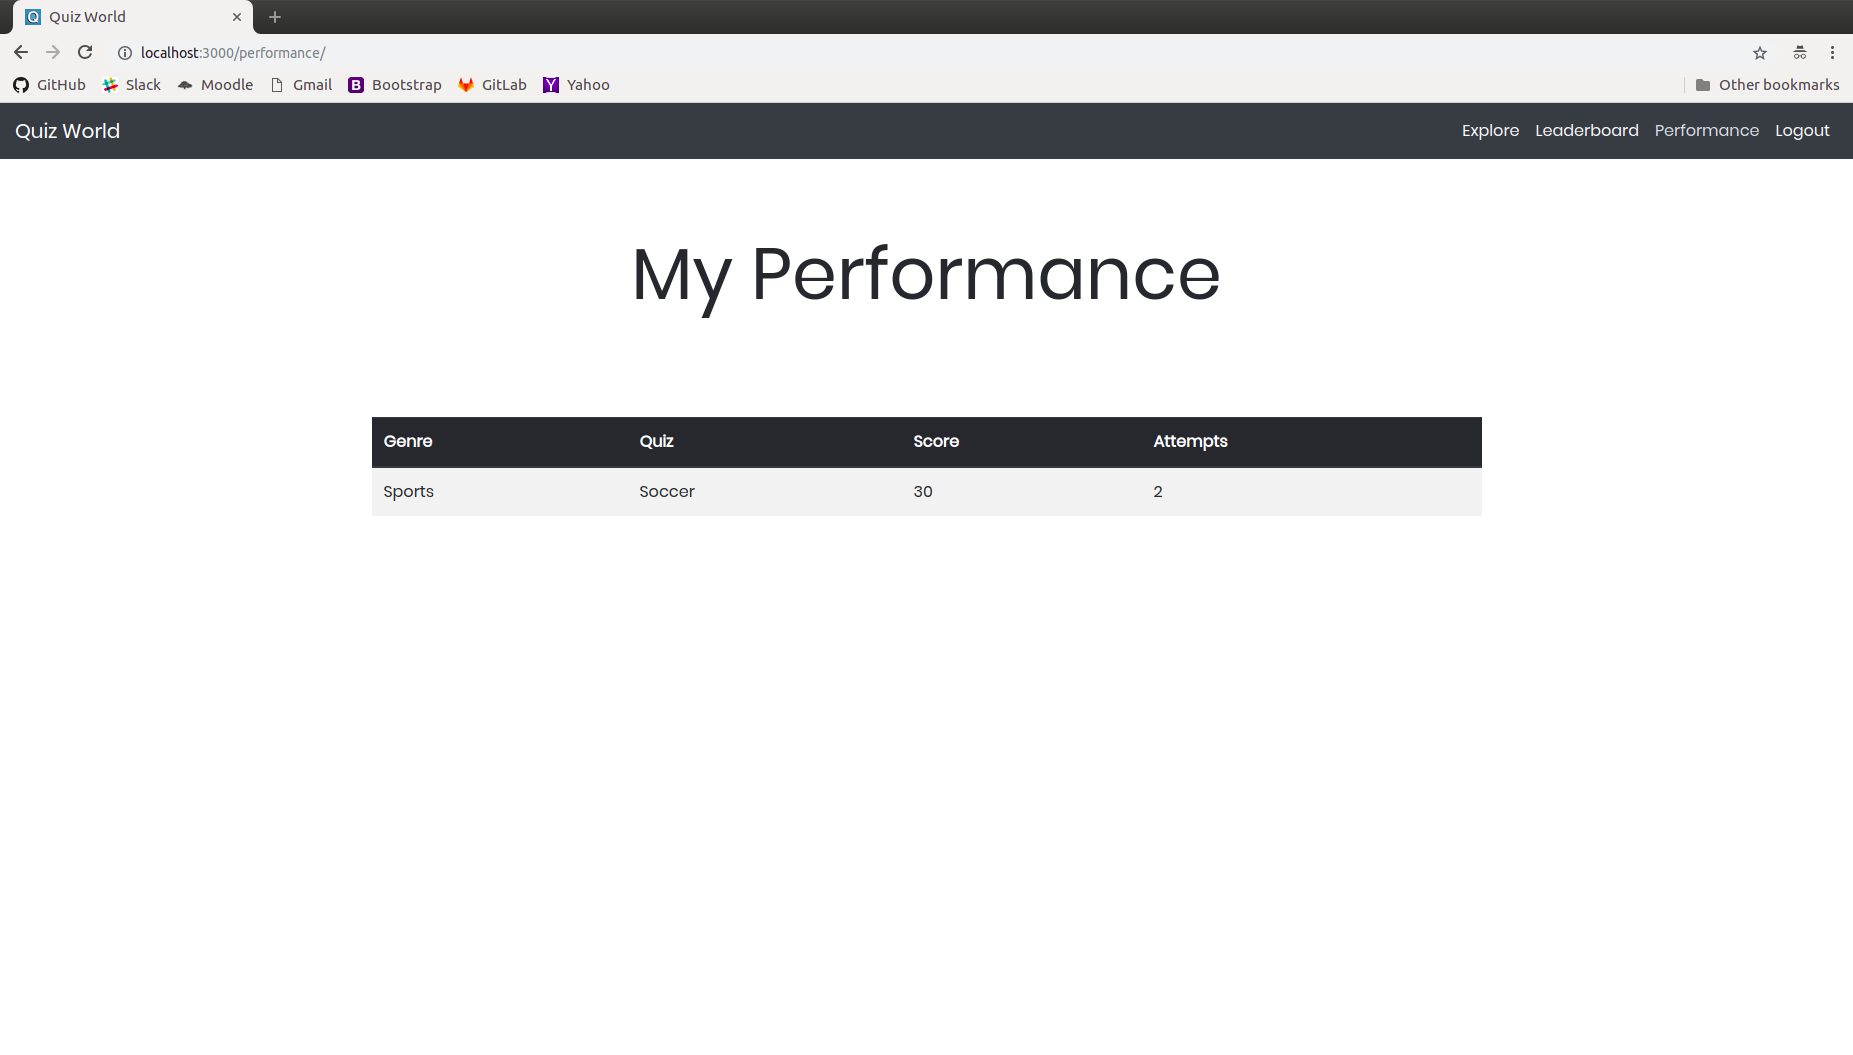 Quiz World
localhost:3000/performance/
GitHub Slack Moodle Gmail Bootstrap GitLab Yahoo Other bookmarks
Quiz World Explore Leaderboard Performance Logout
My Performance
Genre Quiz Score Attempts
Sports Soccer 30 2